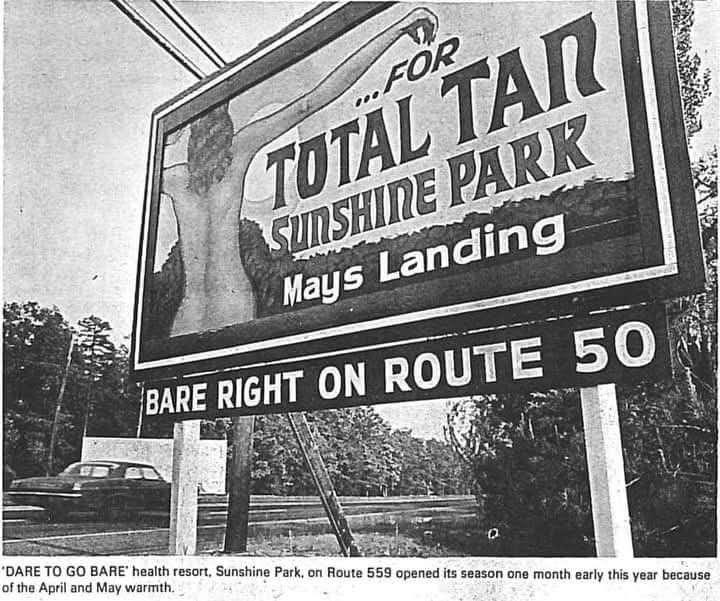 ...FOR
TOTAL TAN
SUNSHINE PARK
Mays Landing
BARE RIGHT ON ROUTE 50
'DARE TO GO BARE' health resort, Sunshine Park, on Route 559 opened its season one month early this year because
of the April and May warmth.